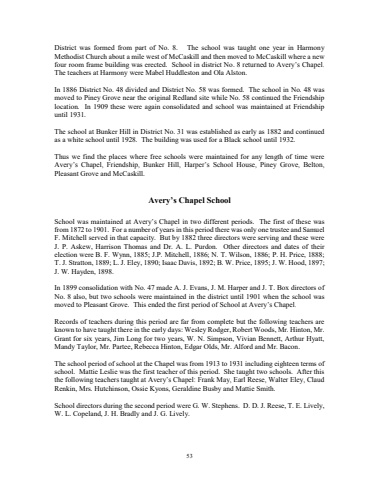 District was formed from part of No. 8. The school was taught one year in Harmony
Methodist Church about a mile west of McCaskill and then moved to McCaskill where a new
four room frame building was erected. School in district No. 8 returned to Avery's Chapel.
The teachers at Harmony were Mabel Huddleston and Ola Alston.
In 1886 District No. 48 divided and District No. 58 was formed. The school in No. 48 was
moved to Piney Grove near the original Redland site while No. 58 continued the Friendship
location. In 1909 these were again consolidated and school was maintained at Friendship
until 1931.
The school at Bunker Hill in District No. 31 was established as early as 1882 and continued
as a white school until 1928. The building was used for a Black school until 1932.
Thus we find the places where free schools were maintained for any length of time were
Avery's Chapel, Friendship, Bunker Hill, Harper's School House, Piney Grove, Belton,
Pleasant Grove and McCaskill.
Avery's Chapel School
School was maintained at Avery's Chapel in two different periods. The first of these was
from 1872 to 1901. For a number of years in this period there was only one trustee and Samuel
F. Mitchell served in that capacity. But by 1882 three directors were serving and these were
J. P. Askew, Harrison Thomas and Dr. A. L. Purdon. Other directors and dates of their
election were B. F. Wynn, 1885; J.P. Mitchell, 1886; N. T. Wilson, 1886; P. H. Price, 1888;
T. J. Stratton, 1889; L. J. Eley, 1890; Isaac Davis, 1892; B. W. Price, 1895; J. W. Hood, 1897;
J. W. Hayden, 1898.
In 1899 consolidation with No. 47 made A. J. Evans, J. M. Harper and J. T. Box directors of
No. 8 also, but two schools were maintained in the district until 1901 when the school was
moved to Pleasant Grove. This ended the first period of School at Avery's Chapel.
Records of teachers during this period are far from complete but the following teachers are
known to have taught there in the early days: Wesley Rodger, Robert Woods, Mr. Hinton, Mr.
Grant for six years, Jim Long for two years, W. N. Simpson, Vivian Bennett, Arthur Hyatt,
Mandy Taylor, Mr. Partee, Rebecca Hinton, Edgar Olds, Mr. Alford and Mr. Bacon.
The school period of school at the Chapel was from 1913 to 1931 including eighteen terms of
school. Mattie Leslie was the first teacher of this period. She taught two schools. After this
the following teachers taught at Avery's Chapel: Frank May, Earl Reese, Walter Eley, Claud
Renkin, Mrs. Hutchinson, Ossie Kyons, Geraldine Busby and Mattie Smith.
School directors during the second period were G. W. Stephens. D. D. J. Reese, T. E. Lively,
W. L. Copeland, J. H. Bradly and J. G. Lively.
53